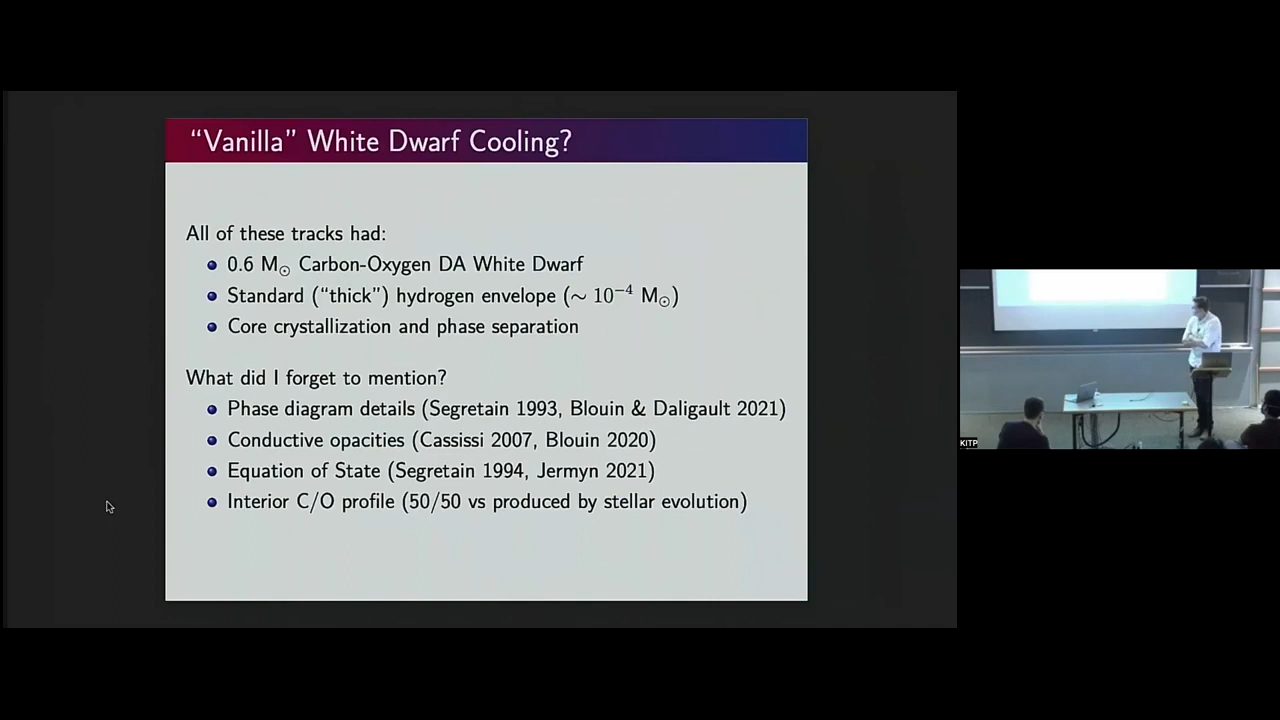 “Vanilla” White Dwarf Cooling?
All of these tracks had:
0.6 M⊙ Carbon-Oxygen DA White Dwarf
Standard (“thick”) hydrogen envelope (∼ 10⁻⁴ M⊙)
Core crystallization and phase separation
What did I forget to mention?
Phase diagram details (Segretain 1993, Blouin & Daligault 2021)
Conductive opacities (Cassissi 2007, Blouin 2020)
Equation of State (Segretain 1994, Jermyn 2021)
Interior C/O profile (50/50 vs produced by stellar evolution)
KITP